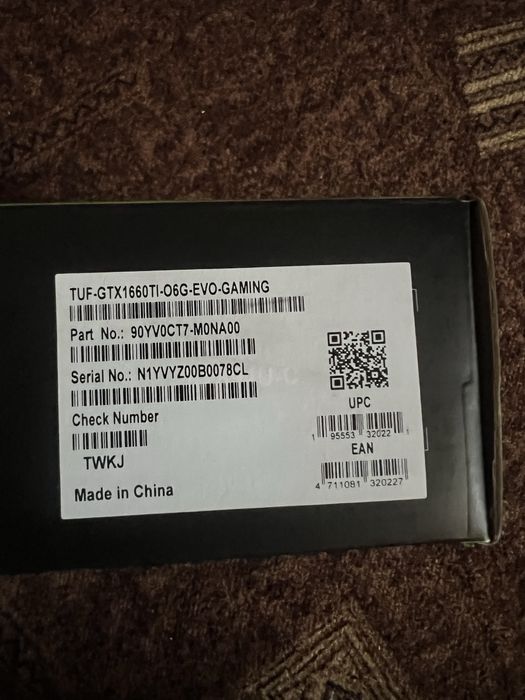 TUF-GTX1660TI-O6G-EVO-GAMING
Part No.: 90YV0CT7-M0NA00
Serial No.: N1YVYZ00B0078CL
Check Number
TWKJ
Made in China
UPC
1 95553 32022 1
EAN
4 711081 320227